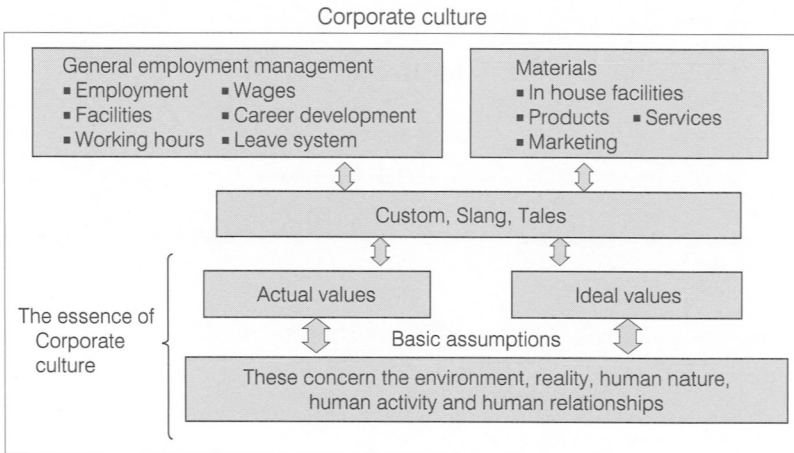 Corporate culture
General employment management
▪ Employment ▪ Wages
▪ Facilities ▪ Career development
▪ Working hours ▪ Leave system
Materials
▪ In house facilities
▪ Products ▪ Services
▪ Marketing
Custom, Slang, Tales
The essence of
Corporate
culture
Actual values
Ideal values
Basic assumptions
These concern the environment, reality, human nature,
human activity and human relationships